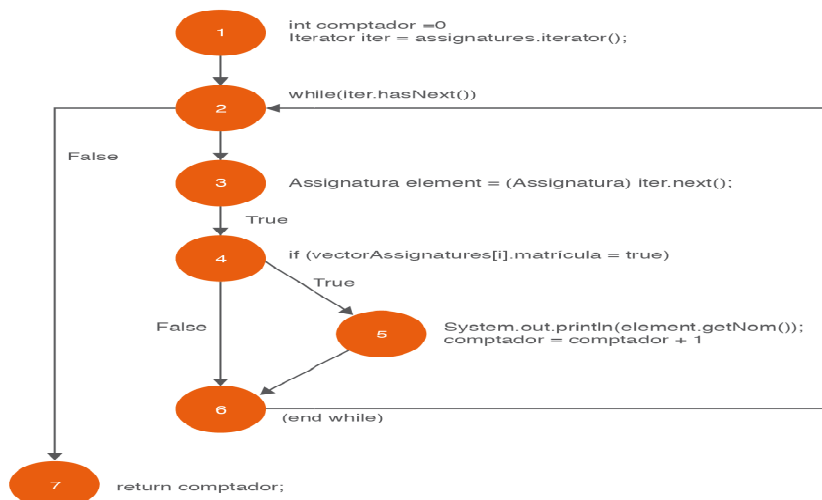 1
int comptador =0
Iterator iter = assignatures.iterator();
while(iter.hasNext())
2
False
3
Assignatura element = (Assignatura) iter.next();
True
4
if (vectorAssignatures[i].matrícula = true)
True
False
5
System.out.println(element.getNom());
comptador = comptador + 1
6
(end while)
7
return comptador;